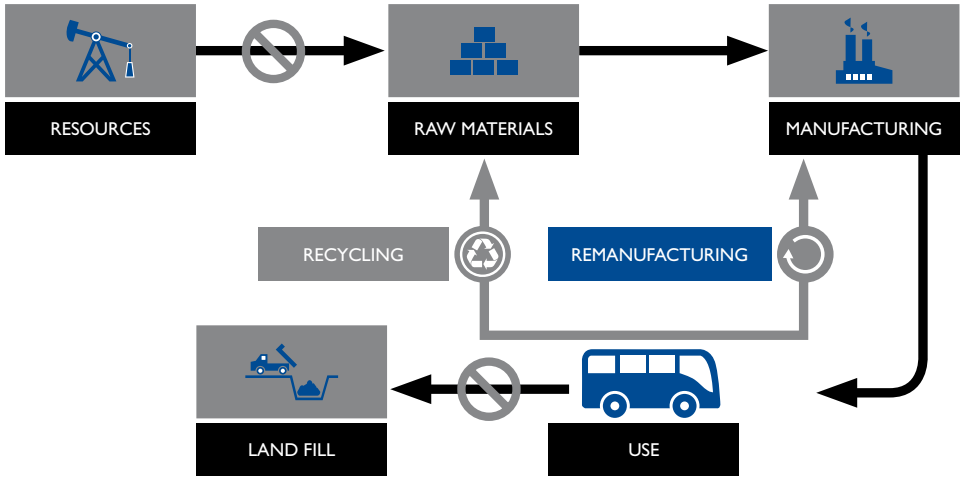 RESOURCES
RAW MATERIALS
MANUFACTURING
RECYCLING
REMANUFACTURING
LAND FILL
USE